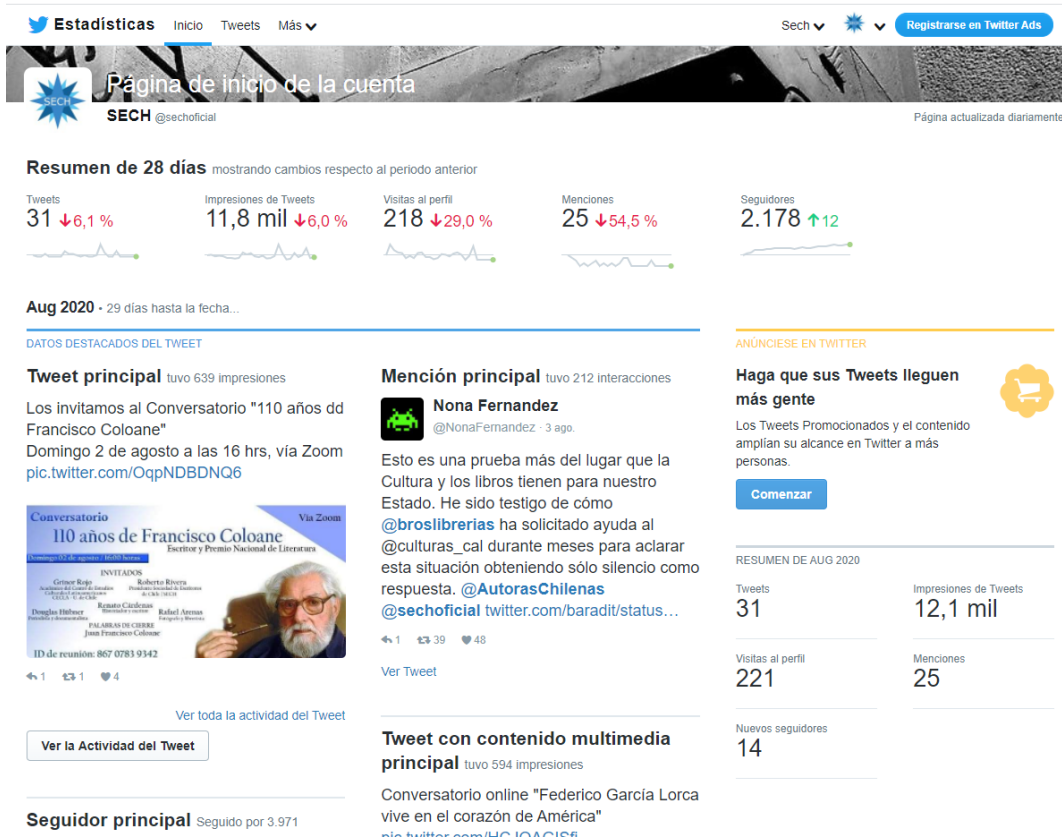 Estadísticas Inicio Tweets Más Sech Registrarse en Twitter Ads
Página de inicio de la cuenta
SECH
SECH @sechoficial
Página actualizada diariamente
Resumen de 28 días mostrando cambios respecto al periodo anterior
Tweets Impresiones de Tweets Visitas al perfil Menciones Seguidores
31 ↓6,1 % 11,8 mil ↓6,0 % 218 ↓29,0 % 25 ↓54,5 % 2.178 ↑12
Aug 2020 · 29 días hasta la fecha...
DATOS DESTACADOS DEL TWEET
Tweet principal tuvo 639 impresiones
Los invitamos al Conversatorio "110 años dd
Francisco Coloane"
Domingo 2 de agosto a las 16 hrs, vía Zoom
pic.twitter.com/OqpNDBDNQ6
Conversatorio Via Zoom
110 años de Francisco Coloane
Escritor y Premio Nacional de Literatura
Domingo 02 de agosto / 16:00 horas
INVITADOS
Grínor Rojo Roberto Rivera
Renato Cárdenas
Douglas Hübner Rafael Arenas
PALABRAS DE CIERRE
Juan Francisco Coloane
ID de reunión: 867 0783 9342
1 1 4
Ver toda la actividad del Tweet
Ver la Actividad del Tweet
Seguidor principal Seguido por 3.971
Mención principal tuvo 212 interacciones
Nona Fernandez
@NonaFernandez · 3 ago.
Esto es una prueba más del lugar que la
Cultura y los libros tienen para nuestro
Estado. He sido testigo de cómo
@broslibrerias ha solicitado ayuda al
@culturas_cal durante meses para aclarar
esta situación obteniendo sólo silencio como
respuesta. @AutorasChilenas
@sechoficial twitter.com/baradit/status…
1 39 48
Ver Tweet
Tweet con contenido multimedia
principal tuvo 594 impresiones
Conversatorio online "Federico García Lorca
vive en el corazón de América"
ANÚNCIESE EN TWITTER
Haga que sus Tweets lleguen
más gente
Los Tweets Promocionados y el contenido
amplían su alcance en Twitter a más
personas.
Comenzar
RESUMEN DE AUG 2020
Tweets Impresiones de Tweets
31 12,1 mil
Visitas al perfil Menciones
221 25
Nuevos seguidores
14